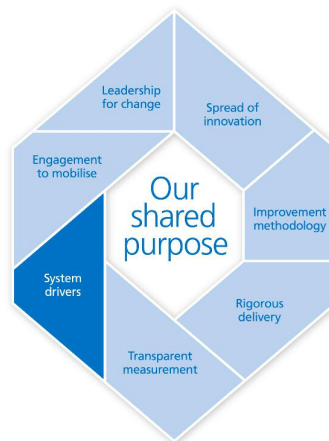 Leadership
for change
Spread of
innovation
Engagement
to mobilise
Our
shared
purpose
Improvement
methodology
System
drivers
Rigorous
delivery
Transparent
measurement